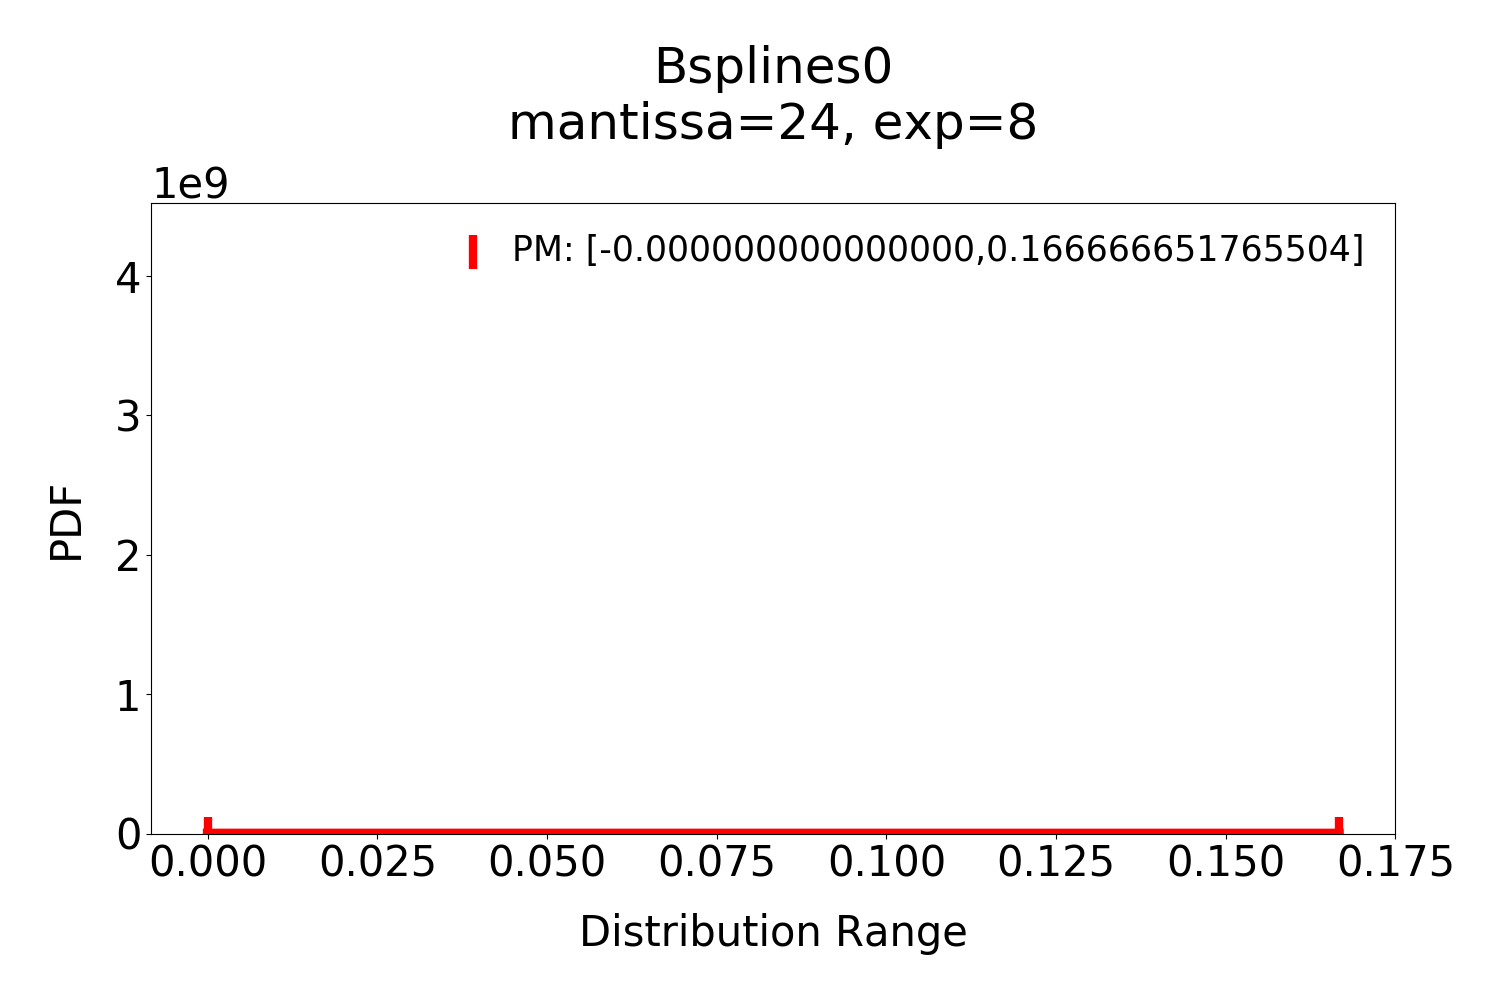 Bsplines0
mantissa=24, exp=8
1e9
PM: [-0.000000000000000,0.166666651765504]
4
3
2
1
0
PDF
0.000 0.025 0.050 0.075 0.100 0.125 0.150 0.175
Distribution Range